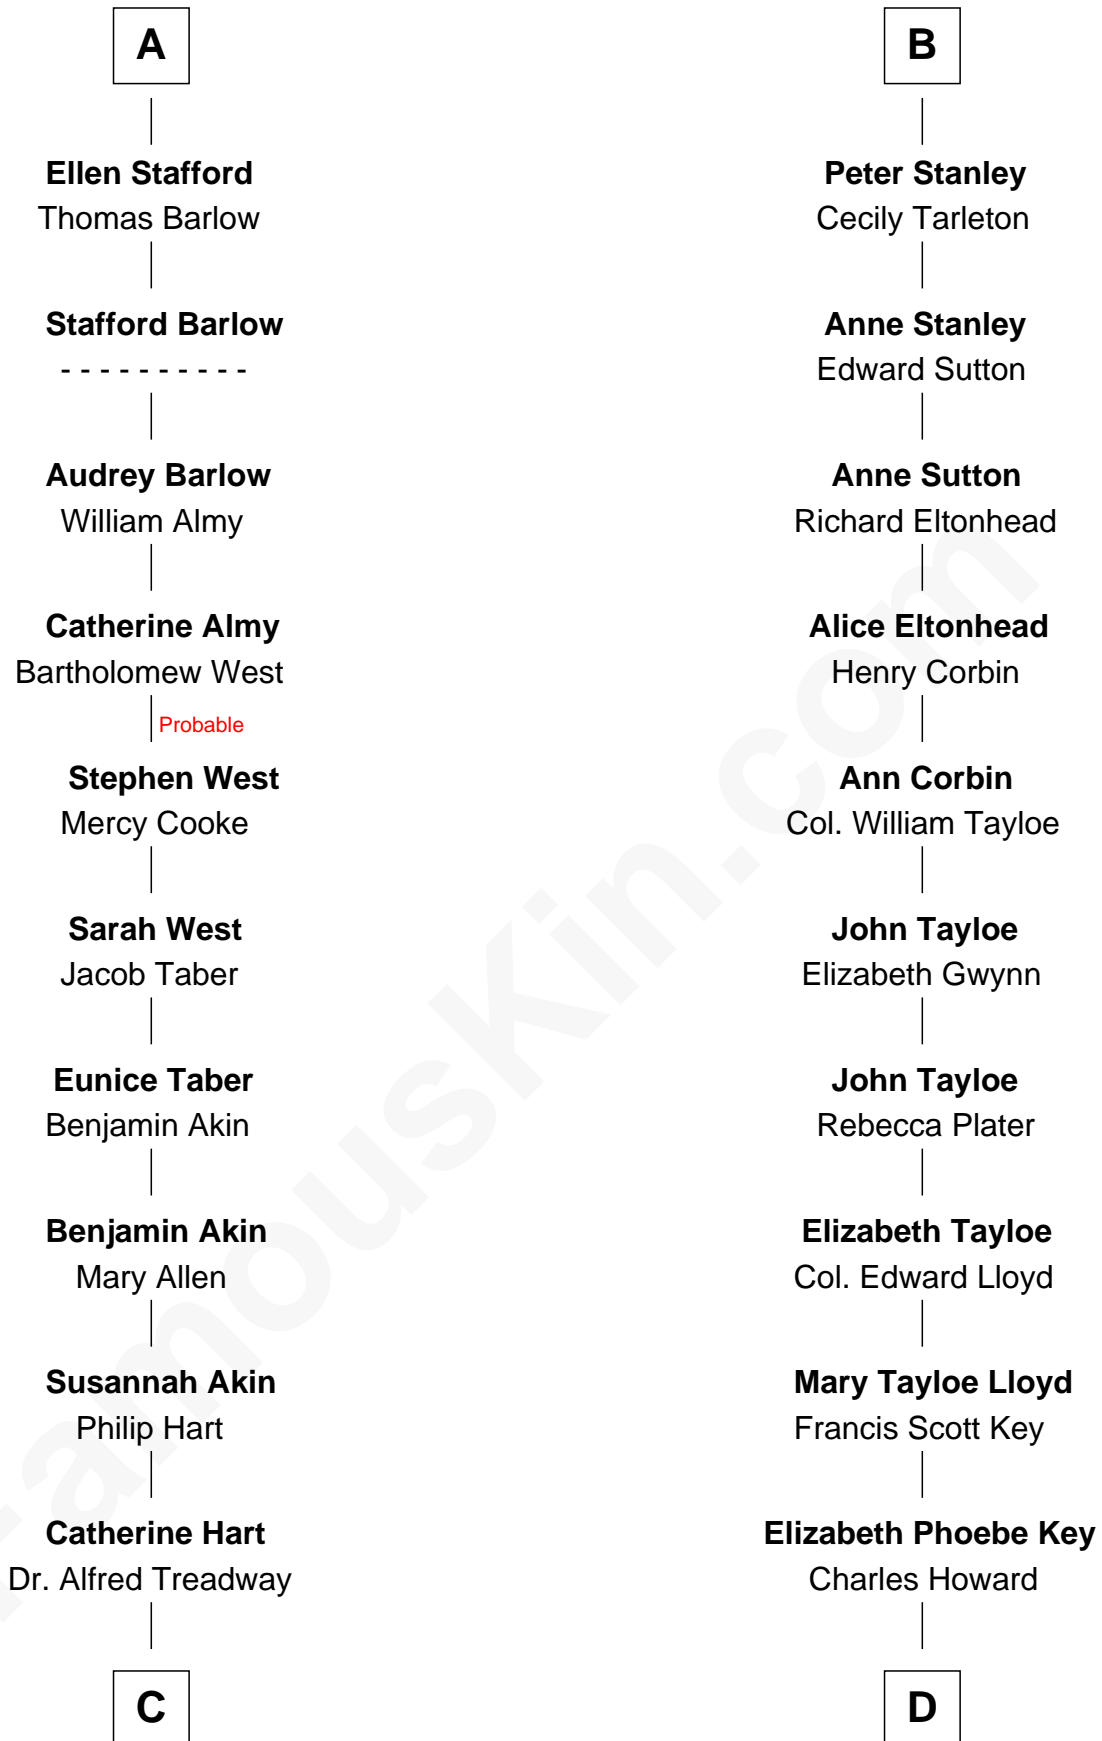 A
Ellen Stafford
Thomas Barlow
Stafford Barlow
- - - - - - - - - -
Audrey Barlow
William Almy
Catherine Almy
Bartholomew West
Probable
Stephen West
Mercy Cooke
Sarah West
Jacob Taber
Eunice Taber
Benjamin Akin
Benjamin Akin
Mary Allen
Susannah Akin
Philip Hart
Catherine Hart
Dr. Alfred Treadway
C
B
Peter Stanley
Cecily Tarleton
Anne Stanley
Edward Sutton
Anne Sutton
Richard Eltonhead
Alice Eltonhead
Henry Corbin
Ann Corbin
Col. William Tayloe
John Tayloe
Elizabeth Gwynn
John Tayloe
Rebecca Plater
Elizabeth Tayloe
Col. Edward Lloyd
Mary Tayloe Lloyd
Francis Scott Key
Elizabeth Phoebe Key
Charles Howard
D
FamousKin.com